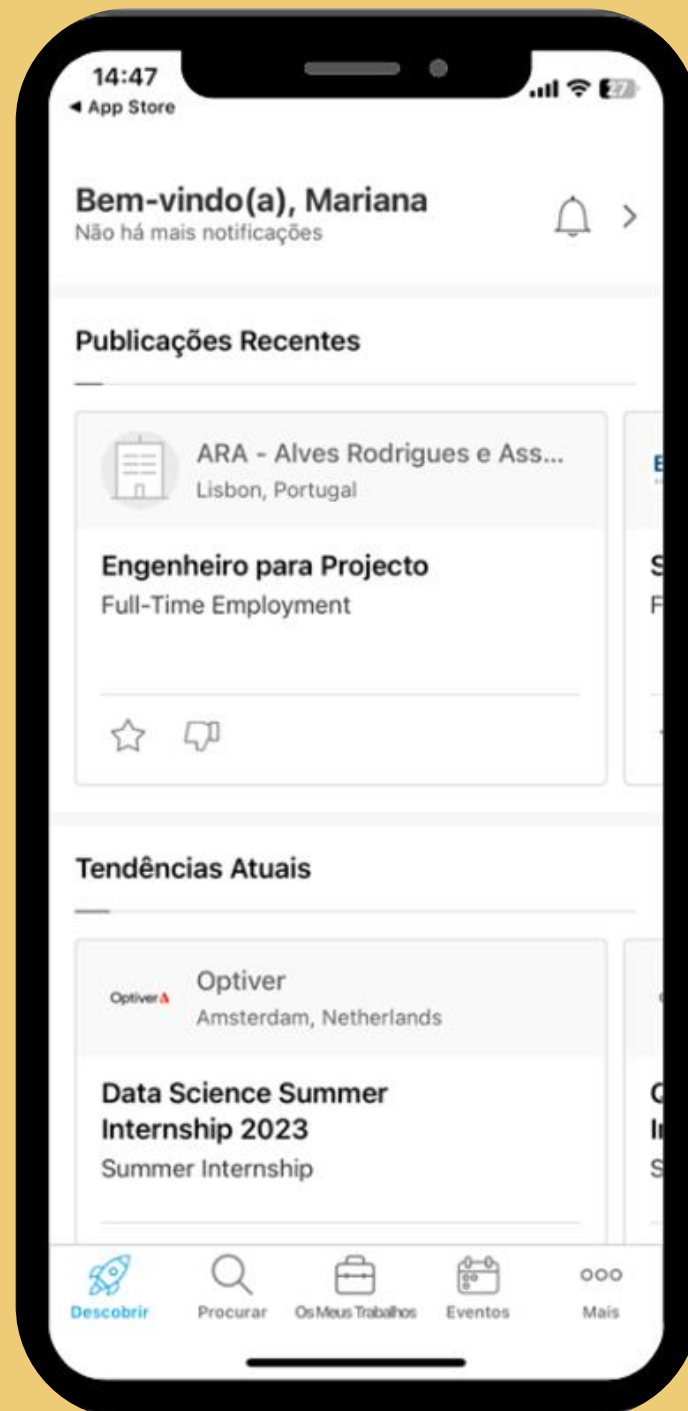 14:47
27
◀ App Store
Bem-vindo(a), Mariana
Não há mais notificações
Publicações Recentes
ARA - Alves Rodrigues e Ass...
Lisbon, Portugal
Engenheiro para Projecto
Full-Time Employment
Tendências Atuais
Optiver
Optiver
Amsterdam, Netherlands
Data Science Summer
Internship 2023
Summer Internship
Descobrir
Procurar
Os Meus Trabalhos
Eventos
Mais